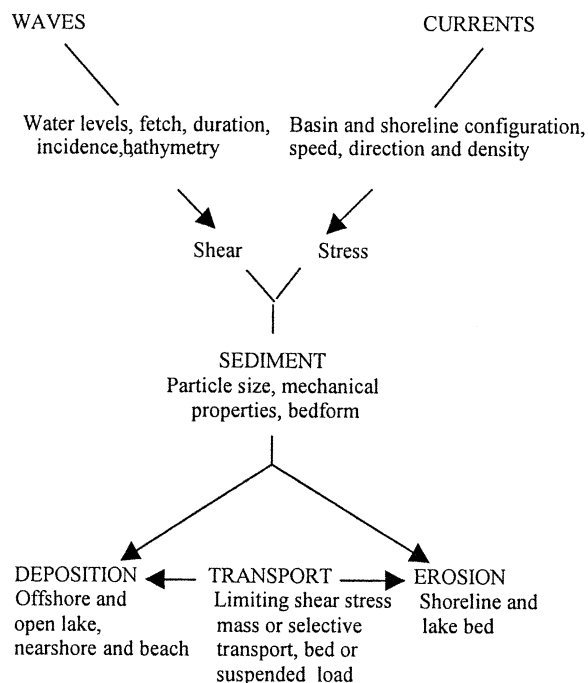 WAVES
CURRENTS
Water levels, fetch, duration,
incidence,bathymetry
Basin and shoreline configuration,
speed, direction and density
Shear
Stress
SEDIMENT
Particle size, mechanical
properties, bedform
DEPOSITION
Offshore and
open lake,
nearshore and beach
TRANSPORT
Limiting shear stress
mass or selective
transport, bed or
suspended load
EROSION
Shoreline and
lake bed